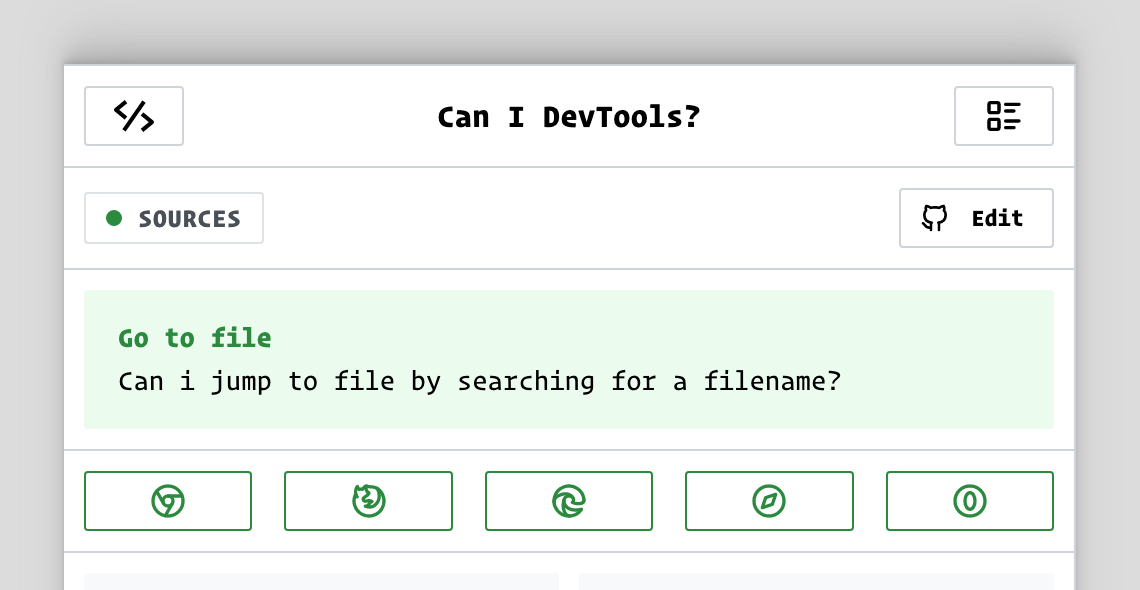 Can I DevTools?
SOURCES
Edit
Go to file
Can i jump to file by searching for a filename?